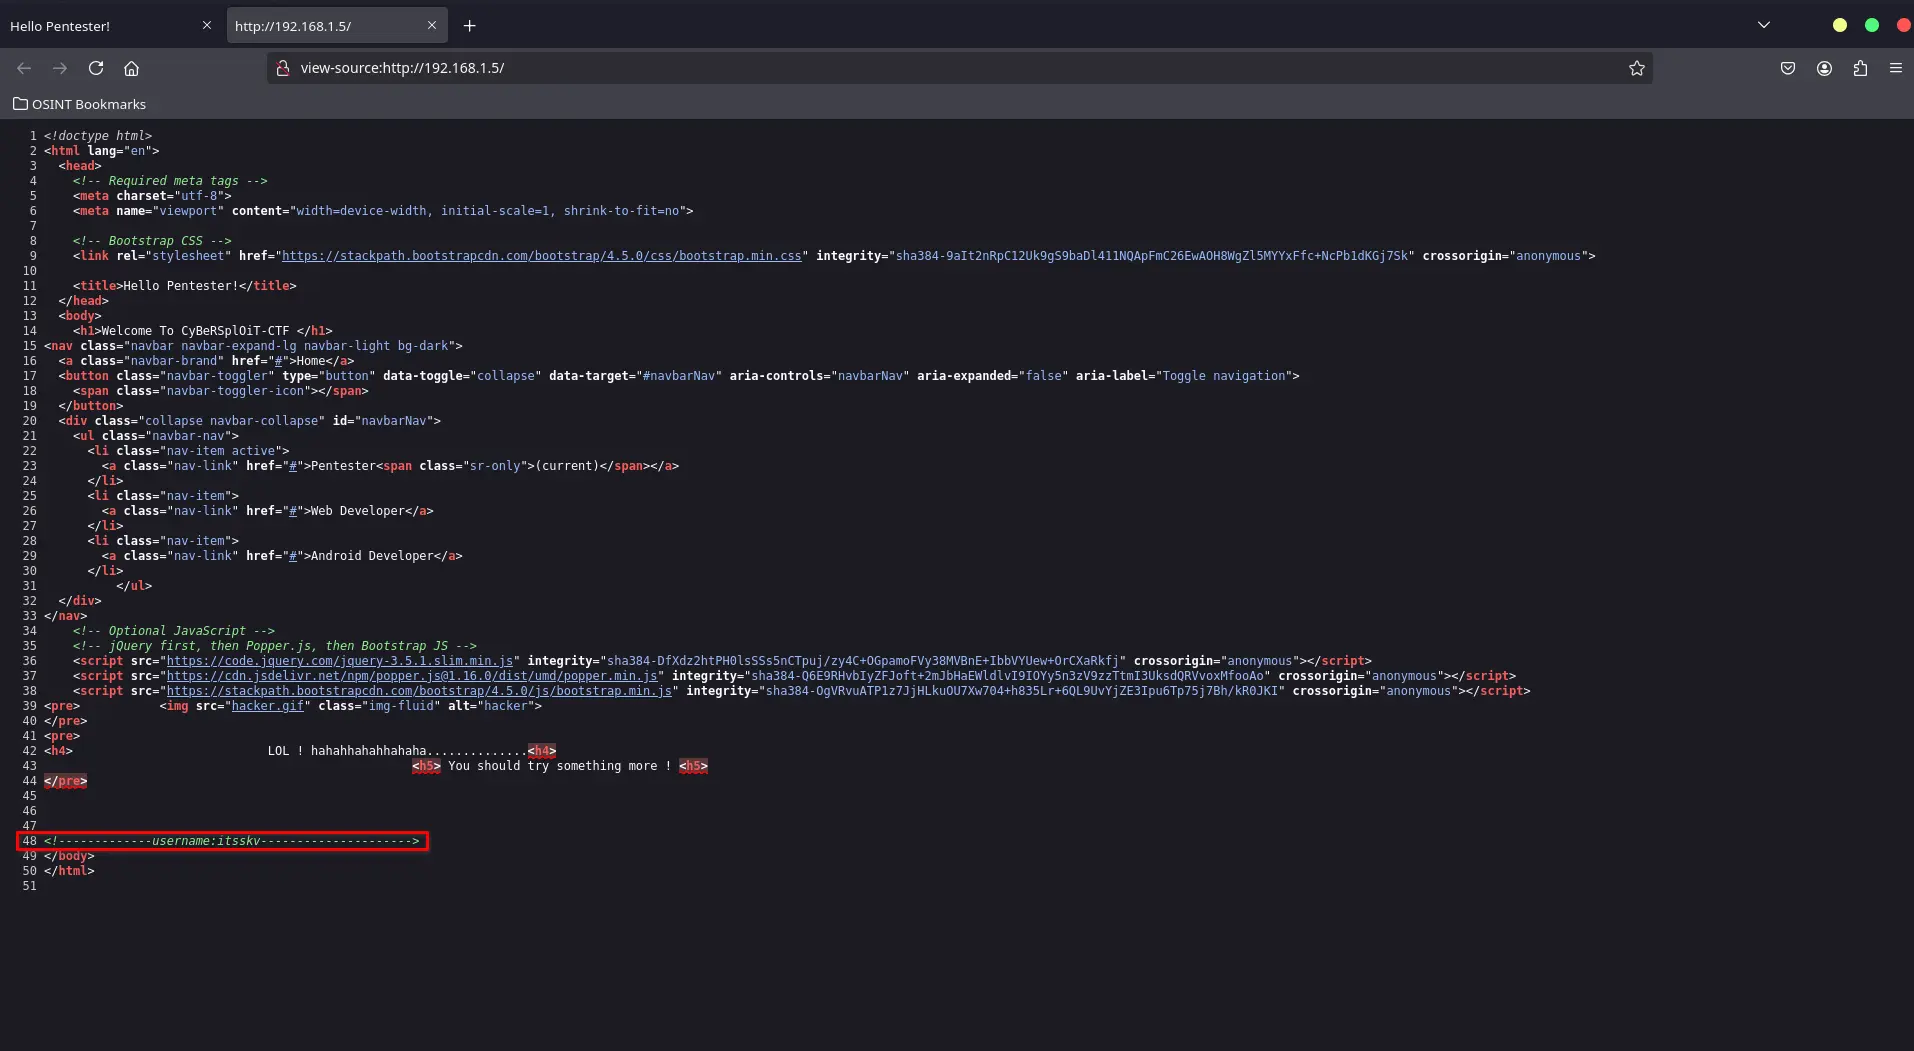 Hello Pentester!
http://192.168.1.5/
view-source:http://192.168.1.5/
OSINT Bookmarks
1 <!doctype html>
2 <html lang="en">
3   <head>
4     <!-- Required meta tags -->
5     <meta charset="utf-8">
6     <meta name="viewport" content="width=device-width, initial-scale=1, shrink-to-fit=no">
7
8     <!-- Bootstrap CSS -->
9     <link rel="stylesheet" href="https://stackpath.bootstrapcdn.com/bootstrap/4.5.0/css/bootstrap.min.css" integrity="sha384-9aIt2nRpC12Uk9gS9baDl411NQApFmC26EwAOH8WgZl5MYYxFfc+NcPb1dKGj7Sk" crossorigin="anonymous">
10
11     <title>Hello Pentester!</title>
12   </head>
13   <body>
14     <h1>Welcome To CyBeRSplOiT-CTF </h1>
15 <nav class="navbar navbar-expand-lg navbar-light bg-dark">
16   <a class="navbar-brand" href="#">Home</a>
17   <button class="navbar-toggler" type="button" data-toggle="collapse" data-target="#navbarNav" aria-controls="navbarNav" aria-expanded="false" aria-label="Toggle navigation">
18     <span class="navbar-toggler-icon"></span>
19   </button>
20   <div class="collapse navbar-collapse" id="navbarNav">
21     <ul class="navbar-nav">
22       <li class="nav-item active">
23         <a class="nav-link" href="#">Pentester<span class="sr-only">(current)</span></a>
24       </li>
25       <li class="nav-item">
26         <a class="nav-link" href="#">Web Developer</a>
27       </li>
28       <li class="nav-item">
29         <a class="nav-link" href="#">Android Developer</a>
30       </li>
31           </ul>
32   </div>
33 </nav>
34     <!-- Optional JavaScript -->
35     <!-- jQuery first, then Popper.js, then Bootstrap JS -->
36     <script src="https://code.jquery.com/jquery-3.5.1.slim.min.js" integrity="sha384-DfXdz2htPH0lsSSs5nCTpuj/zy4C+OGpamoFVy38MVBnE+IbbVYUew+OrCXaRkfj" crossorigin="anonymous"></script>
37     <script src="https://cdn.jsdelivr.net/npm/popper.js@1.16.0/dist/umd/popper.min.js" integrity="sha384-Q6E9RHvbIyZFJoft+2mJbHaEWldlvI9IOYy5n3zV9zzTtmI3UksdQRVvoxMfooAo" crossorigin="anonymous"></script>
38     <script src="https://stackpath.bootstrapcdn.com/bootstrap/4.5.0/js/bootstrap.min.js" integrity="sha384-OgVRvuATP1z7JjHLkuOU7Xw704+h835Lr+6QL9UvYjZE3Ipu6Tp75j7Bh/kR0JKI" crossorigin="anonymous"></script>
39 <pre>           <img src="hacker.gif" class="img-fluid" alt="hacker">
40 </pre>
41 <pre>
42 <h4>                           LOL ! hahahhahahhahaha..............<h4>
43                                                    <h5> You should try something more ! <h5>
44 </pre>
45
46
47
48 <!-------------username:itsskv--------------------->
49 </body>
50 </html>
51